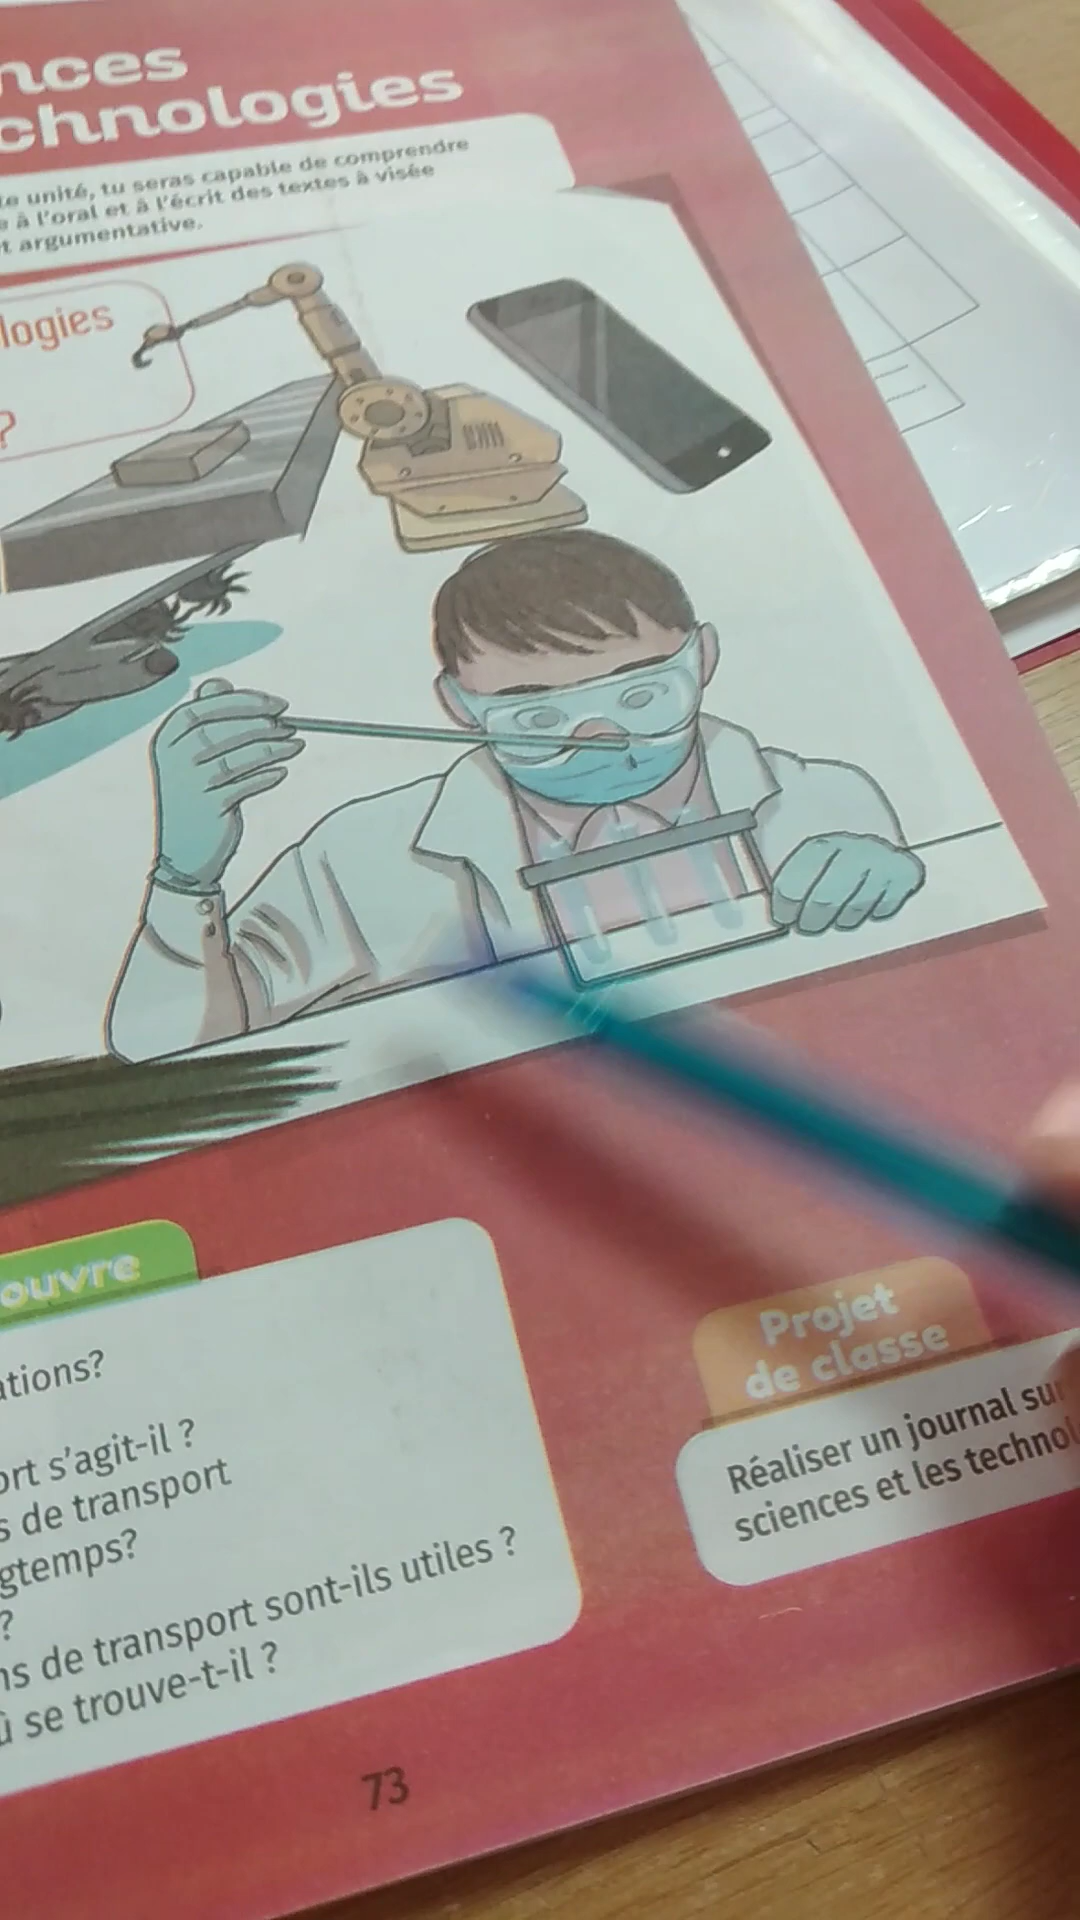 nces
chnologies
te unité, tu seras capable de comprendre
e à l'oral et à l'écrit des textes à visée
t argumentative.
logies
?
ouvre
ations?
ort s'agit-il ?
s de transport
gtemps?
?
ns de transport sont-ils utiles ?
ù se trouve-t-il ?
Projet
de classe
Réaliser un journal sur
sciences et les technol
73